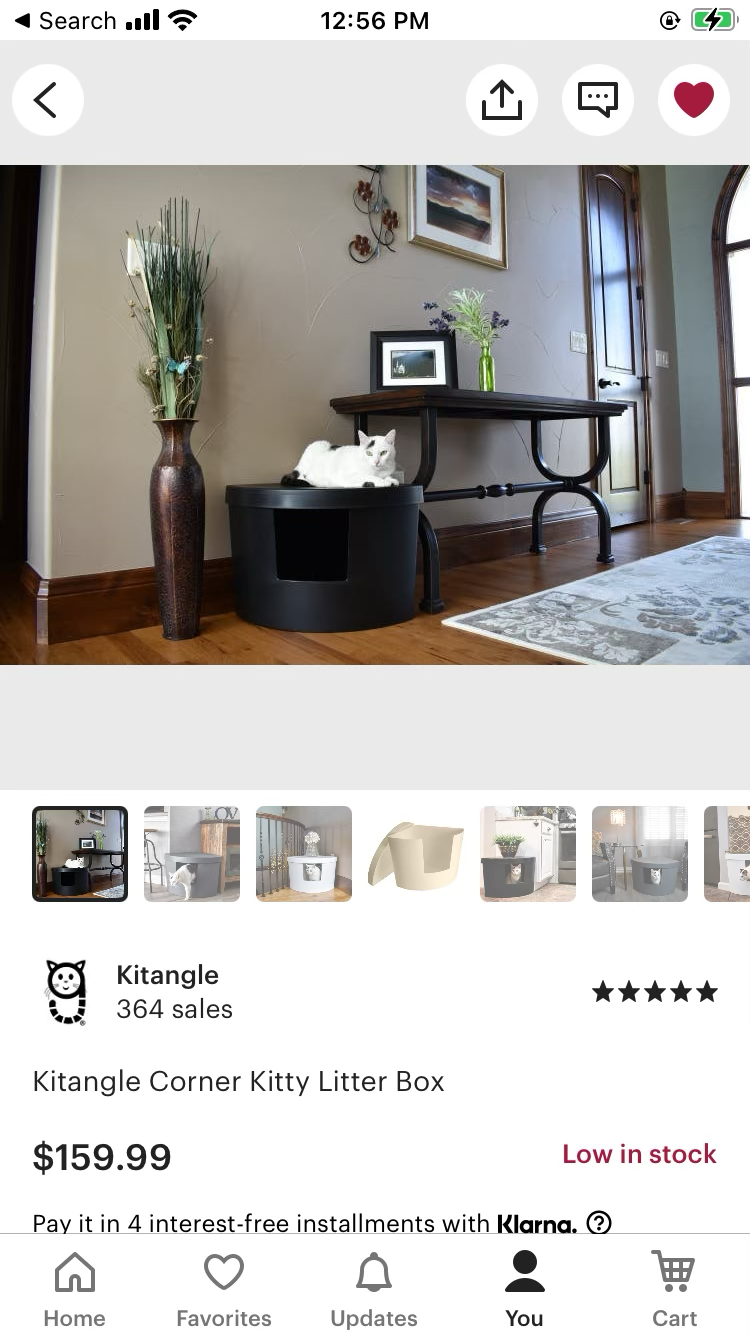 Search
12:56 PM
Kitangle
364 sales
Kitangle Corner Kitty Litter Box
$159.99
Low in stock
Pay it in 4 interest-free installments with Klarna.
Home
Favorites
Updates
You
Cart